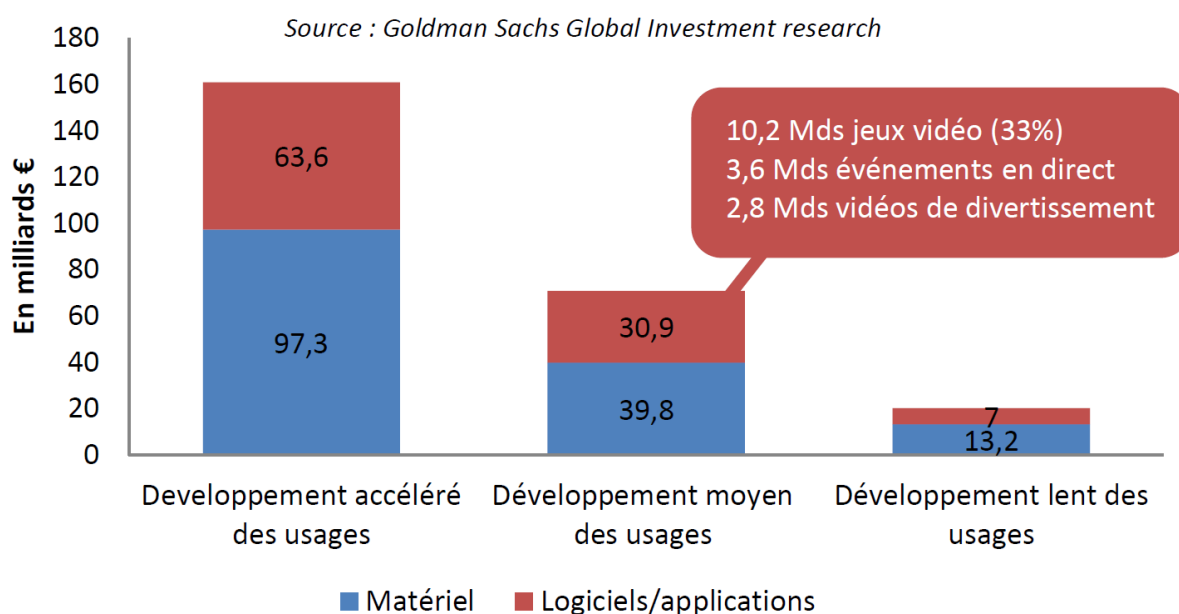 Source : Goldman Sachs Global Investment research
En milliards €
180
160
140
120
100
80
60
40
20
0
63,6
97,3
10,2 Mds jeux vidéo (33%)
3,6 Mds événements en direct
2,8 Mds vidéos de divertissement
30,9
39,8
7
13,2
Developpement accéléré
des usages
Développement moyen
des usages
Développement lent des
usages
Matériel
Logiciels/applications